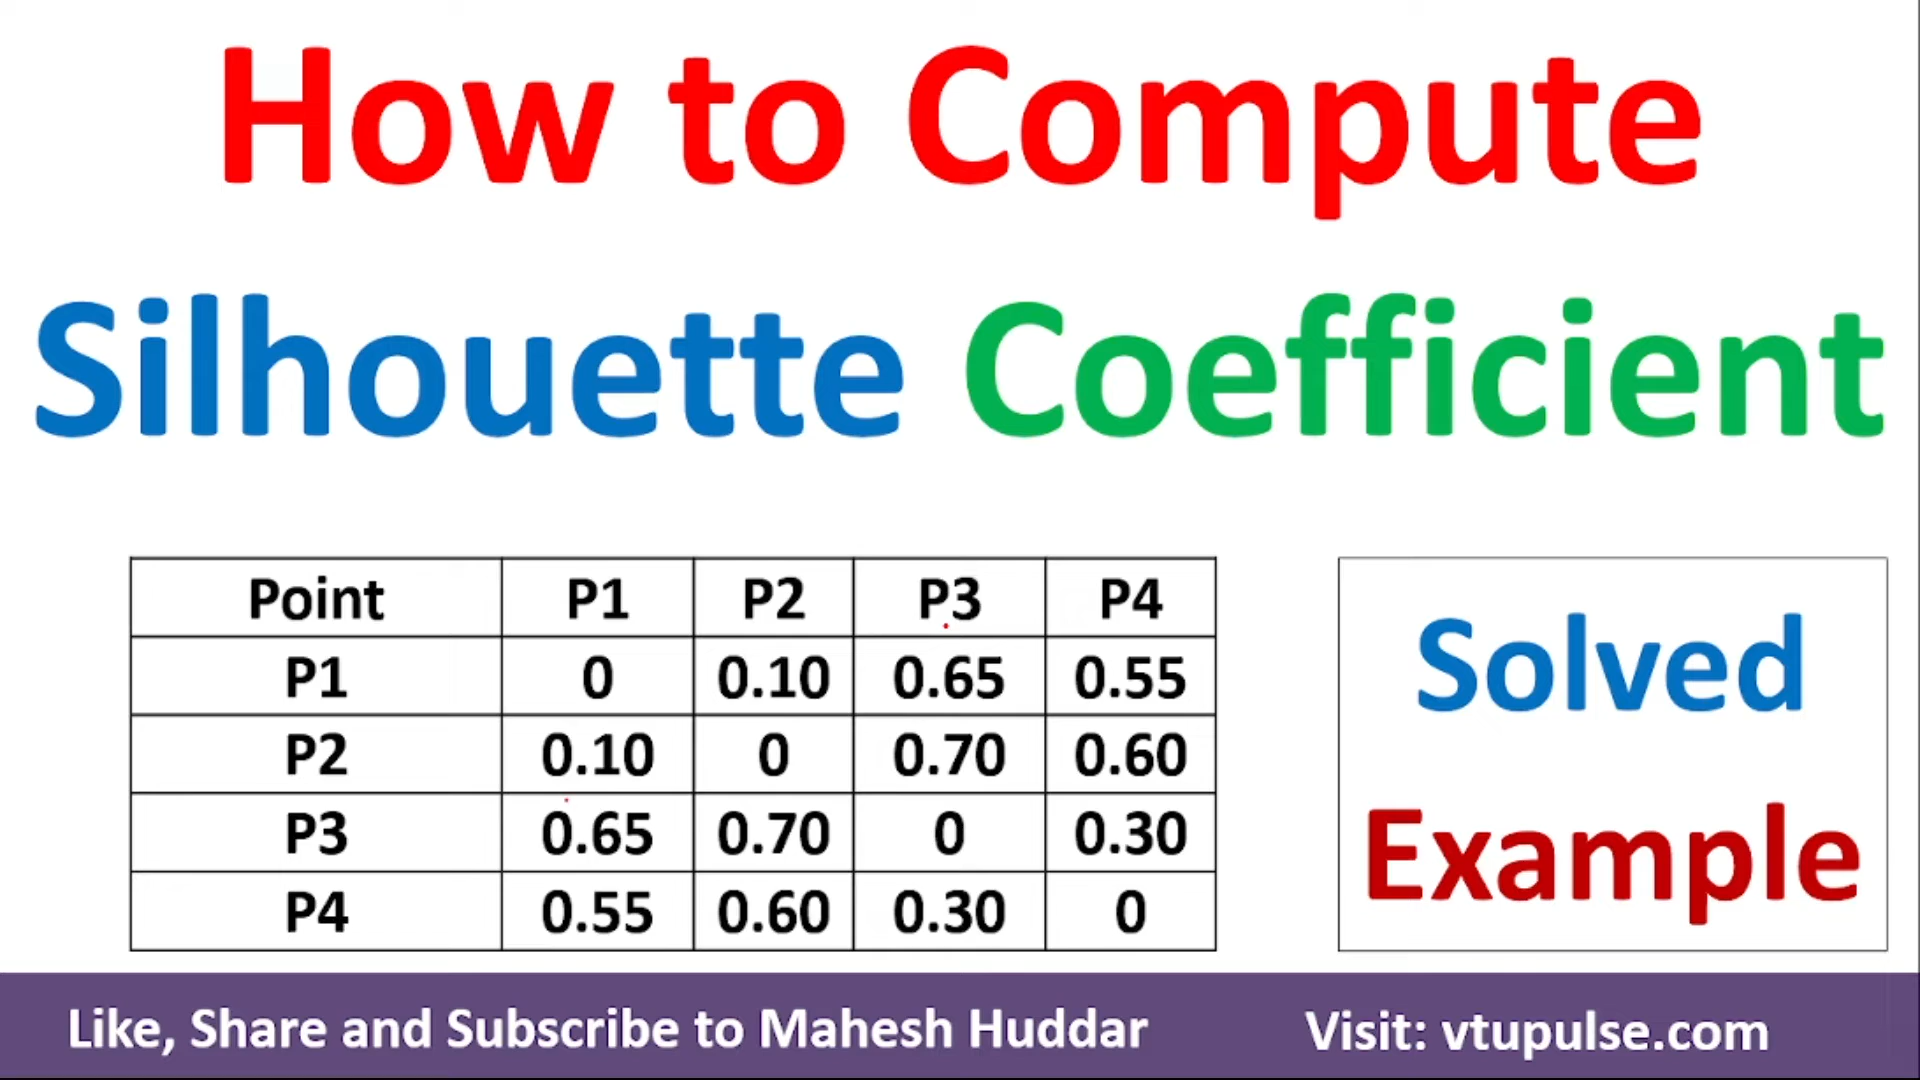 How to Compute
Silhouette Coefficient
Point P1 P2 P3 P4
P1 0 0.10 0.65 0.55
P2 0.10 0 0.70 0.60
P3 0.65 0.70 0 0.30
P4 0.55 0.60 0.30 0
Solved
Example
Like, Share and Subscribe to Mahesh Huddar
Visit: vtupulse.com